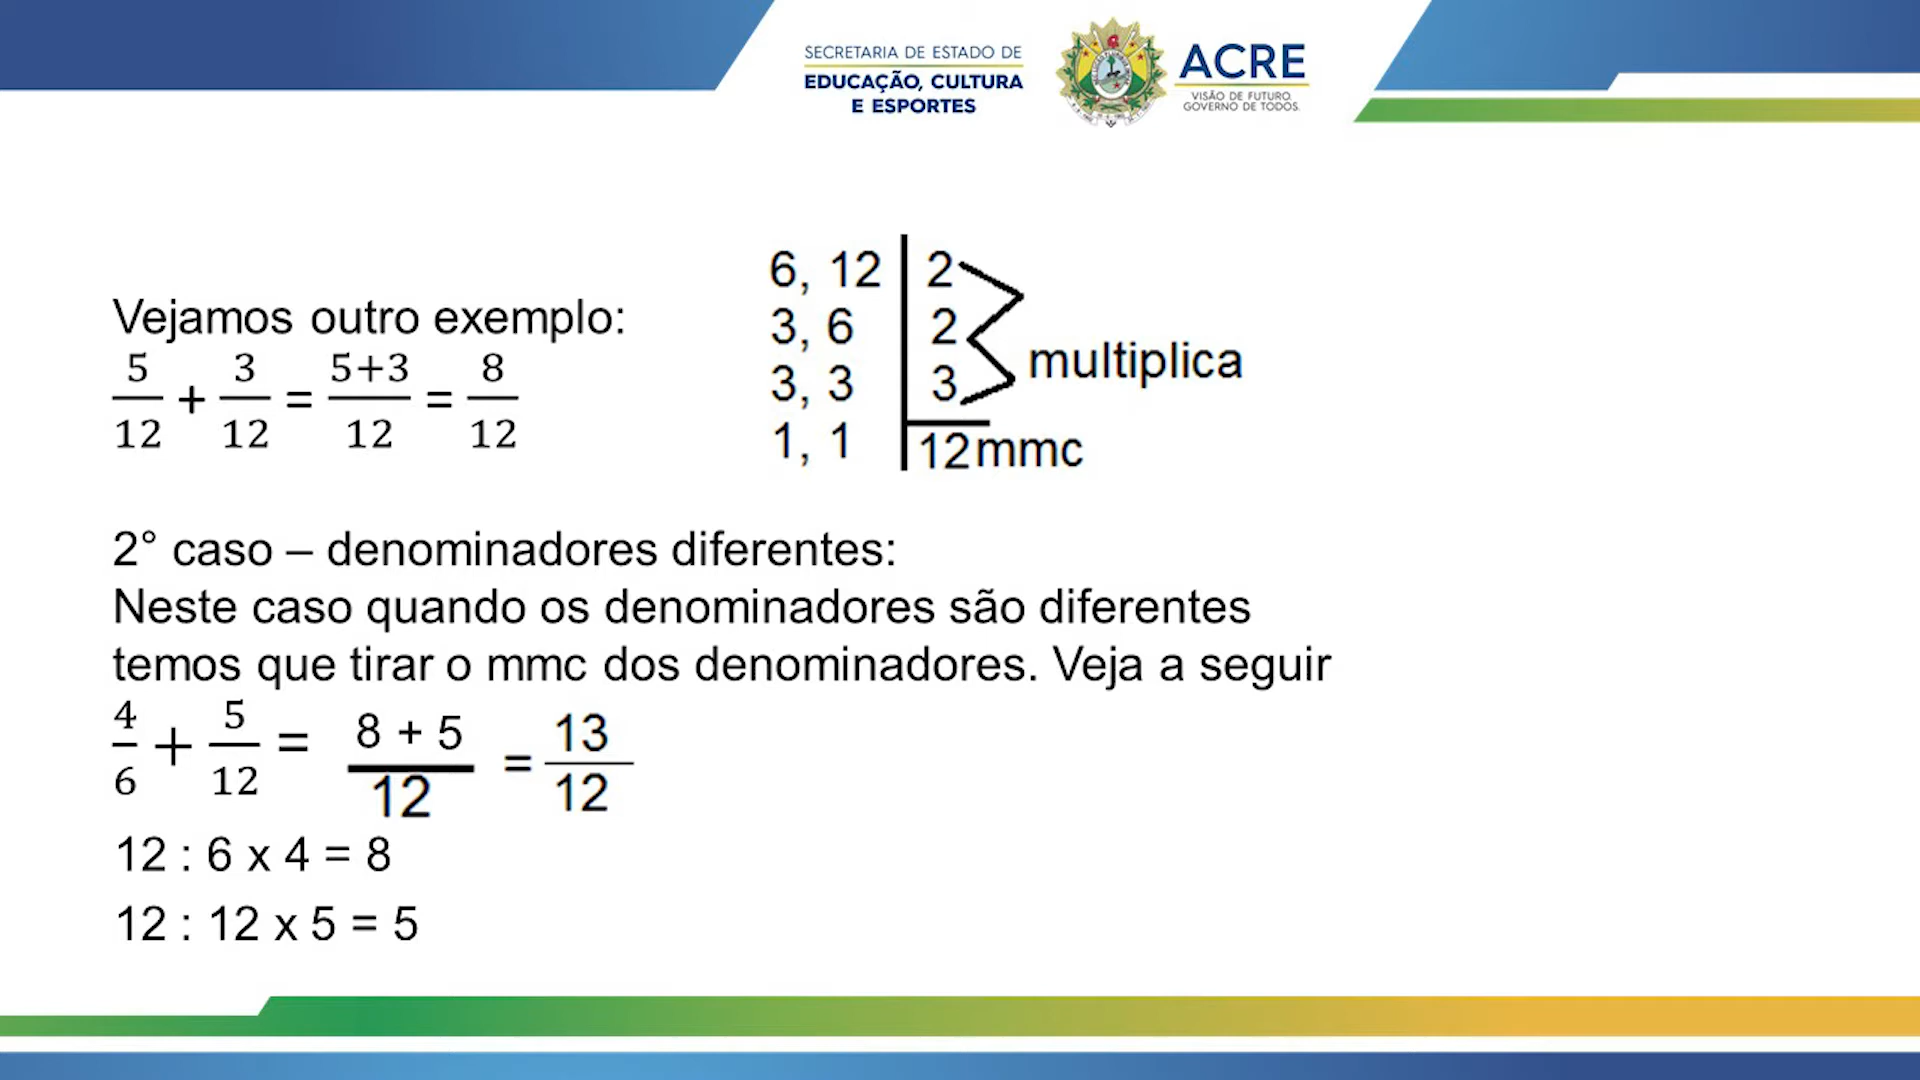 SECRETARIA DE ESTADO DE
EDUCAÇÃO, CULTURA
E ESPORTES
ACRE
VISÃO DE FUTURO.
GOVERNO DE TODOS.
Vejamos outro exemplo:
5/12 + 3/12 = 5+3/12 = 8/12
6, 12 | 2
3, 6 | 2
3, 3 | 3
multiplica
1, 1 | 12 mmc
2° caso – denominadores diferentes:
Neste caso quando os denominadores são diferentes
temos que tirar o mmc dos denominadores. Veja a seguir
4/6 + 5/12 = 8 + 5/12 = 13/12
12 : 6 x 4 = 8
12 : 12 x 5 = 5